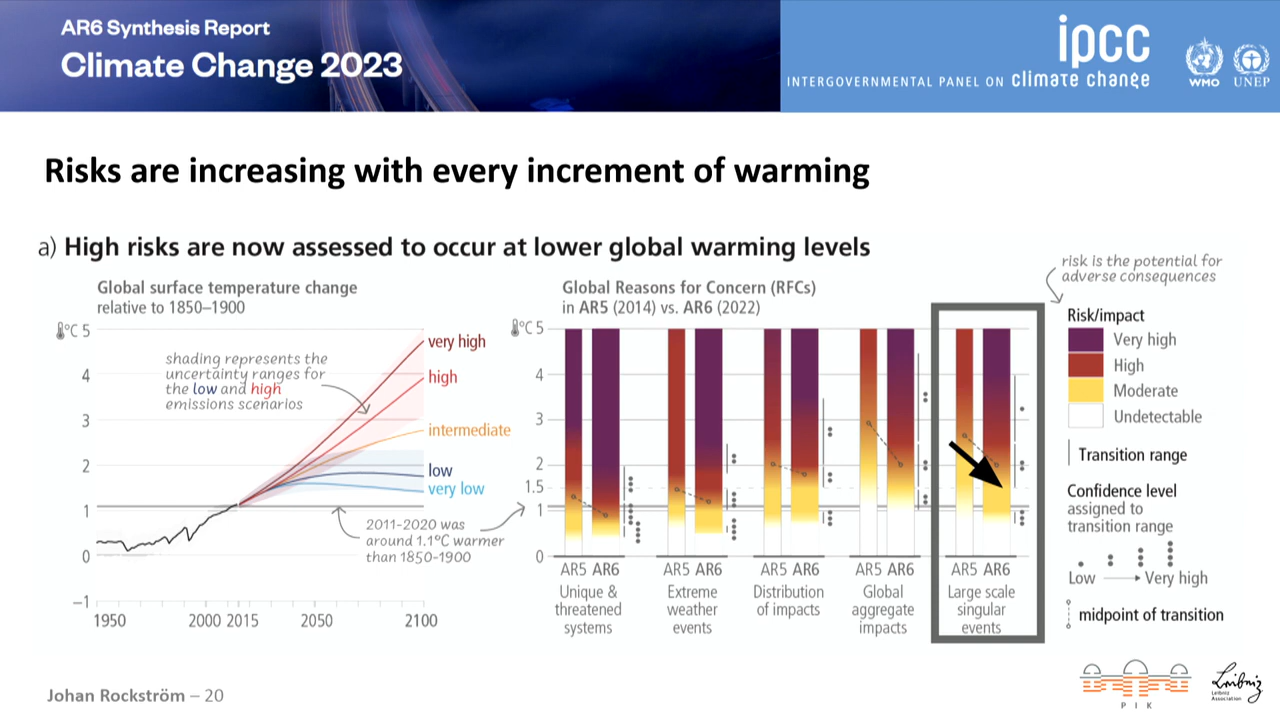 AR6 Synthesis Report
Climate Change 2023
ipcc
INTERGOVERNMENTAL PANEL ON climate change
WMO
UNEP
Risks are increasing with every increment of warming
a) High risks are now assessed to occur at lower global warming levels
Global surface temperature change
relative to 1850–1900
°C 5
4
3
2
1
0
−1
1950
2000
2015
2050
2100
shading represents the
uncertainty ranges for
the low and high
emissions scenarios
very high
high
intermediate
low
very low
2011-2020 was
around 1.1°C warmer
than 1850-1900
Global Reasons for Concern (RFCs)
in AR5 (2014) vs. AR6 (2022)
°C 5
4
3
2
1.5
1
0
AR5 AR6
Unique &
threatened
systems
AR5 AR6
Extreme
weather
events
AR5 AR6
Distribution
of impacts
AR5 AR6
Global
aggregate
impacts
AR5 AR6
Large scale
singular
events
risk is the potential for
adverse consequences
Risk/impact
Very high
High
Moderate
Undetectable
Transition range
Confidence level
assigned to
transition range
Low
Very high
midpoint of transition
Johan Rockström – 20
P I K
Leibniz
Leibniz
Association